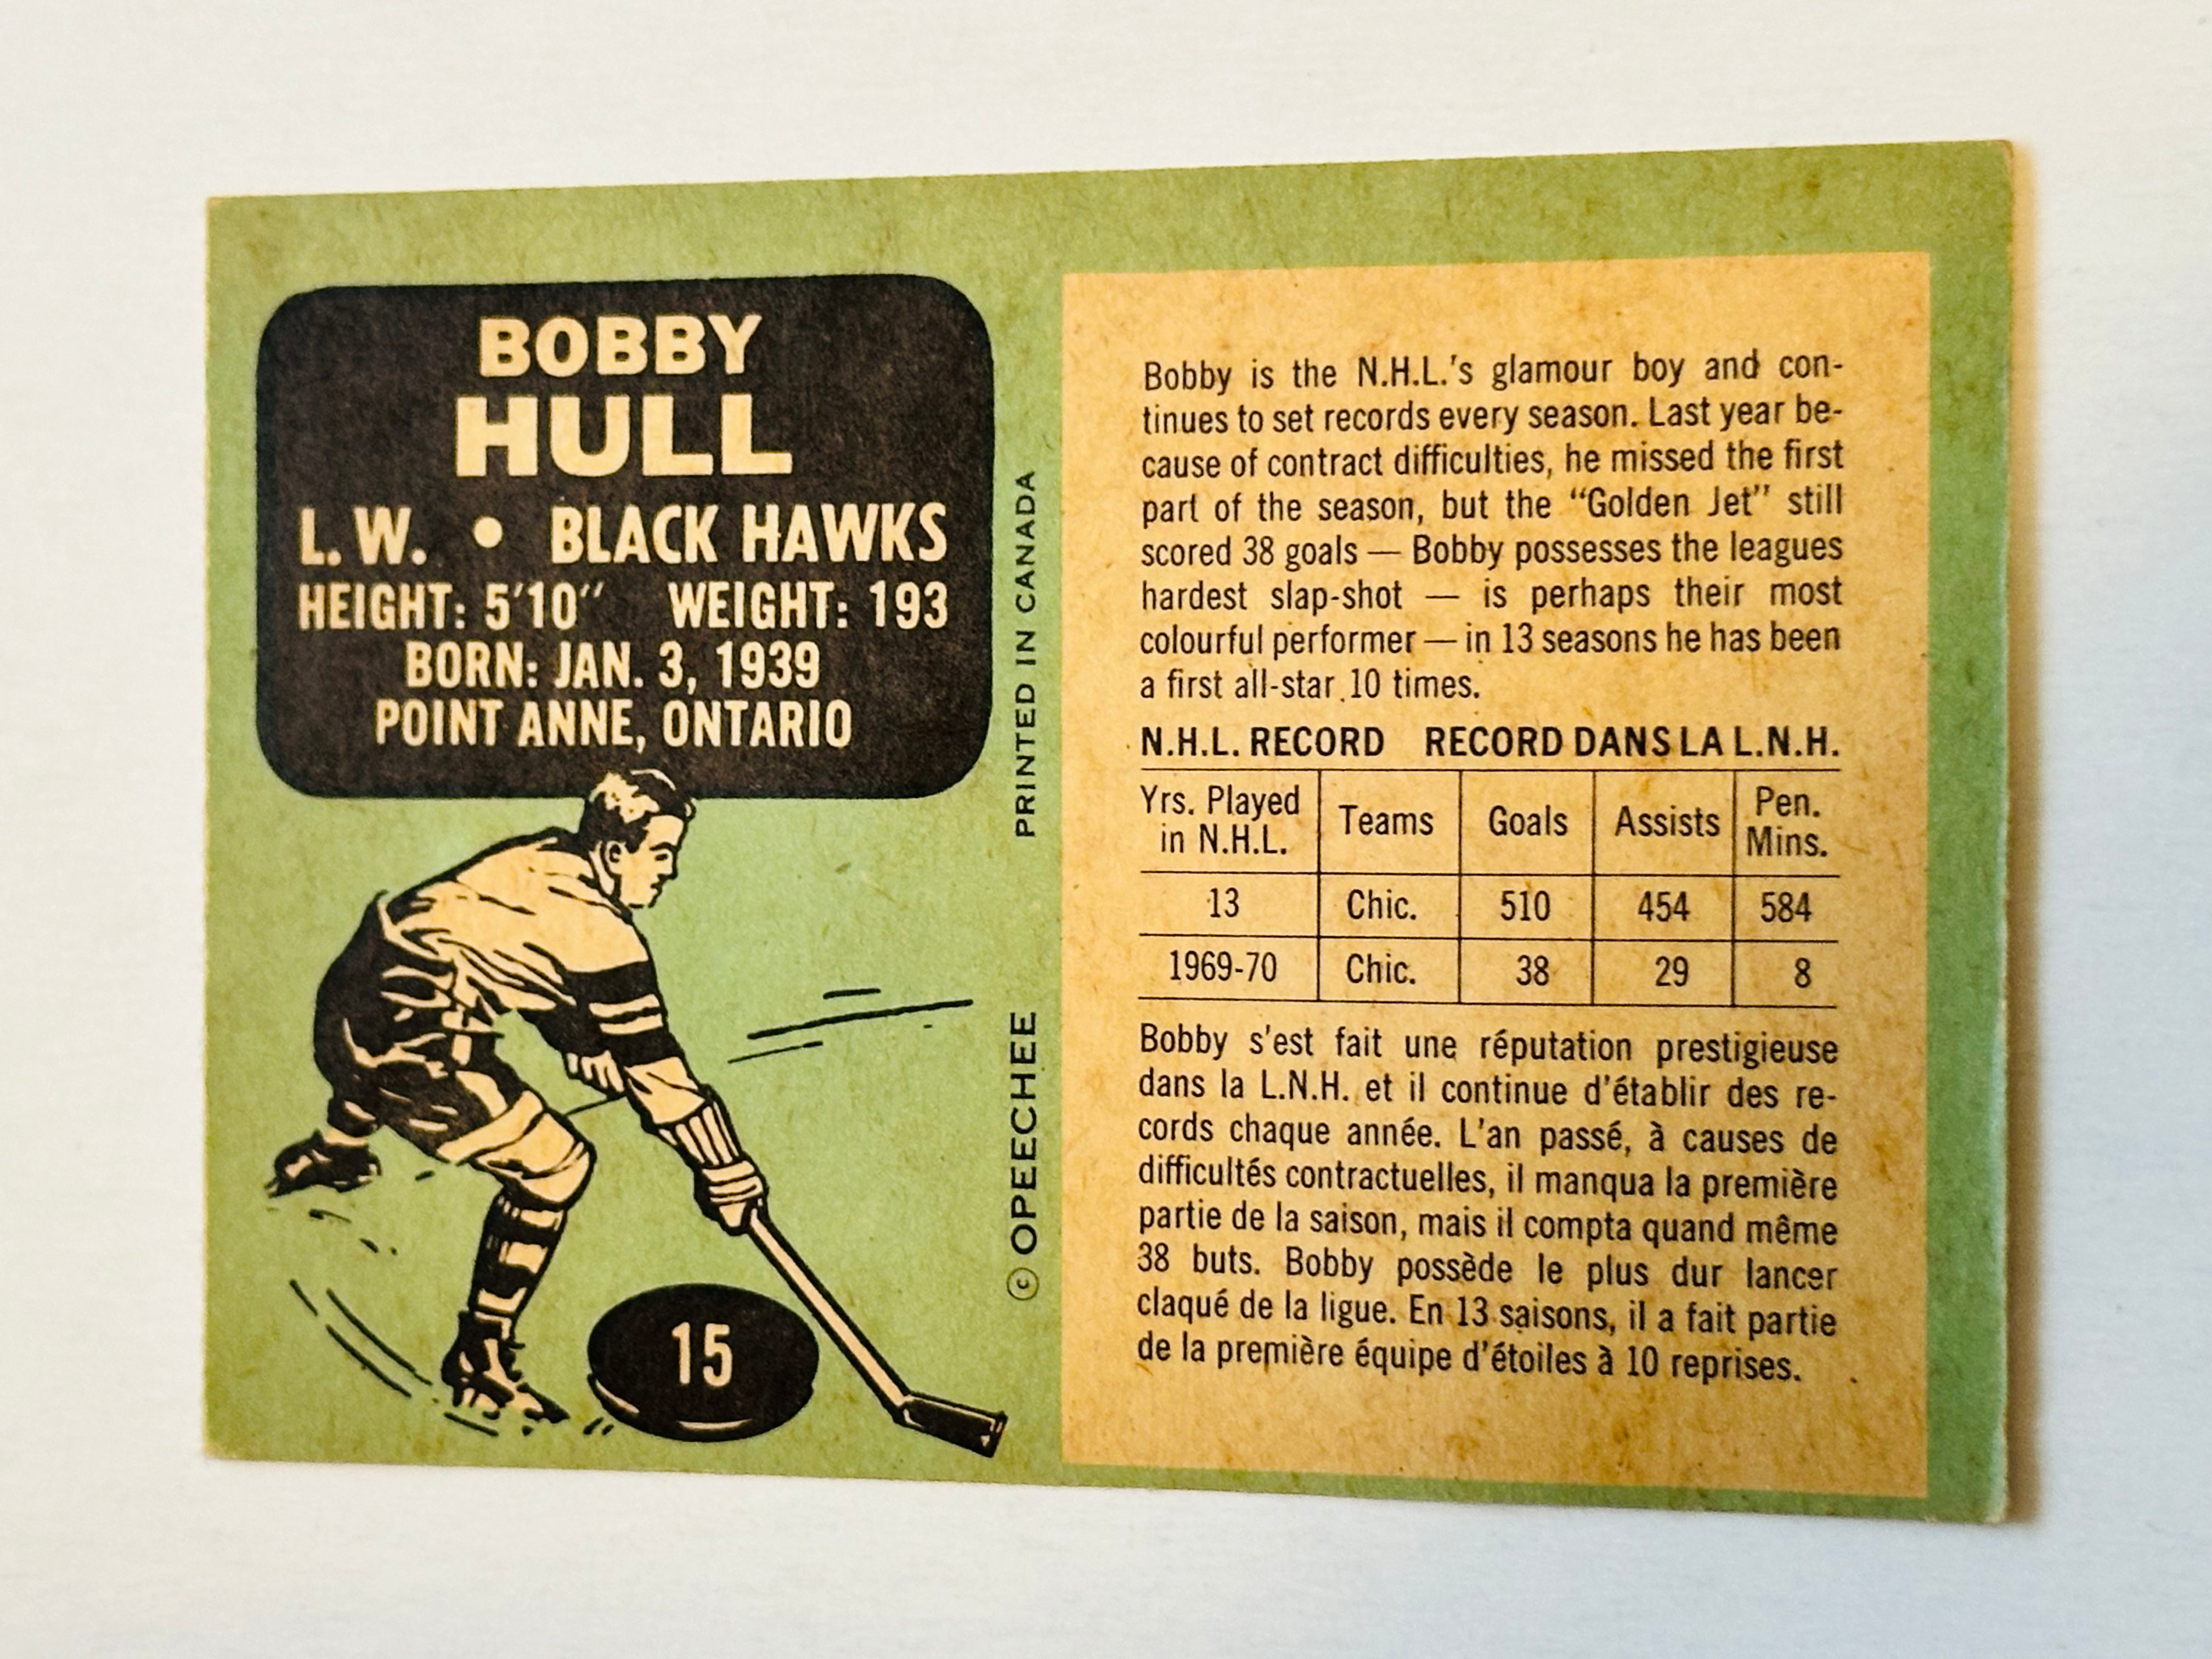 BOBBY
HULL
L. W. • BLACK HAWKS
HEIGHT: 5'10" WEIGHT: 193
BORN: JAN. 3, 1939
POINT ANNE, ONTARIO
15
PRINTED IN CANADA
© OPEECHEE
Bobby is the N.H.L.'s glamour boy and con-
tinues to set records every season. Last year be-
cause of contract difficulties, he missed the first
part of the season, but the "Golden Jet" still
scored 38 goals — Bobby possesses the leagues
hardest slap-shot — is perhaps their most
colourful performer — in 13 seasons he has been
a first all-star 10 times.
N.H.L. RECORD RECORD DANS LA L.N.H.
Yrs. Played in N.H.L. Teams Goals Assists Pen. Mins.
13 Chic. 510 454 584
1969-70 Chic. 38 29 8
Bobby s'est fait une réputation prestigieuse
dans la L.N.H. et il continue d'établir des re-
cords chaque année. L'an passé, à causes de
difficultés contractuelles, il manqua la première
partie de la saison, mais il compta quand même
38 buts. Bobby possède le plus dur lancer
claqué de la ligue. En 13 saisons, il a fait partie
de la première équipe d'étoiles à 10 reprises.